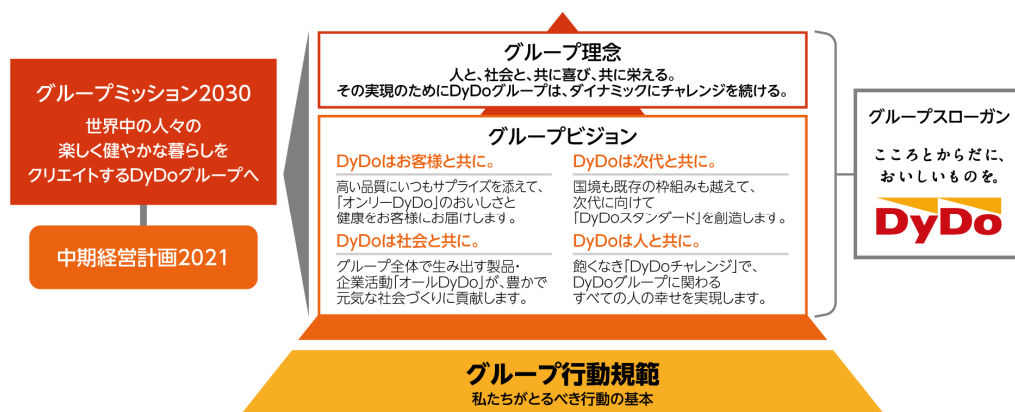 グループミッション2030
世界中の人々の
楽しく健やかな暮らしを
クリエイトするDyDoグループへ
中期経営計画2021
グループ理念
人と、社会と、共に喜び、共に栄える。
その実現のためにDyDoグループは、ダイナミックにチャレンジを続ける。
グループビジョン
DyDoはお客様と共に。
高い品質にいつもサプライズを添えて、
「オンリーDyDo」のおいしさと
健康をお客様にお届けします。
DyDoは次代と共に。
国境も既存の枠組みも越えて、
次代に向けて
「DyDoスタンダード」を創造します。
DyDoは社会と共に。
グループ全体で生み出す製品・
企業活動「オールDyDo」が、豊かで
元気な社会づくりに貢献します。
DyDoは人と共に。
飽くなき「DyDoチャレンジ」で、
DyDoグループに関わる
すべての人の幸せを実現します。
グループ行動規範
私たちがとるべき行動の基本
グループスローガン
こころとからだに、
おいしいものを。
DyDo